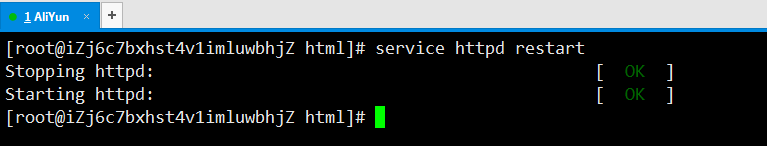 1 AliYun × +
[root@iZj6c7bxhst4v1imluwbhjZ html]# service httpd restart
Stopping httpd: [ OK ]
Starting httpd: [ OK ]
[root@iZj6c7bxhst4v1imluwbhjZ html]#